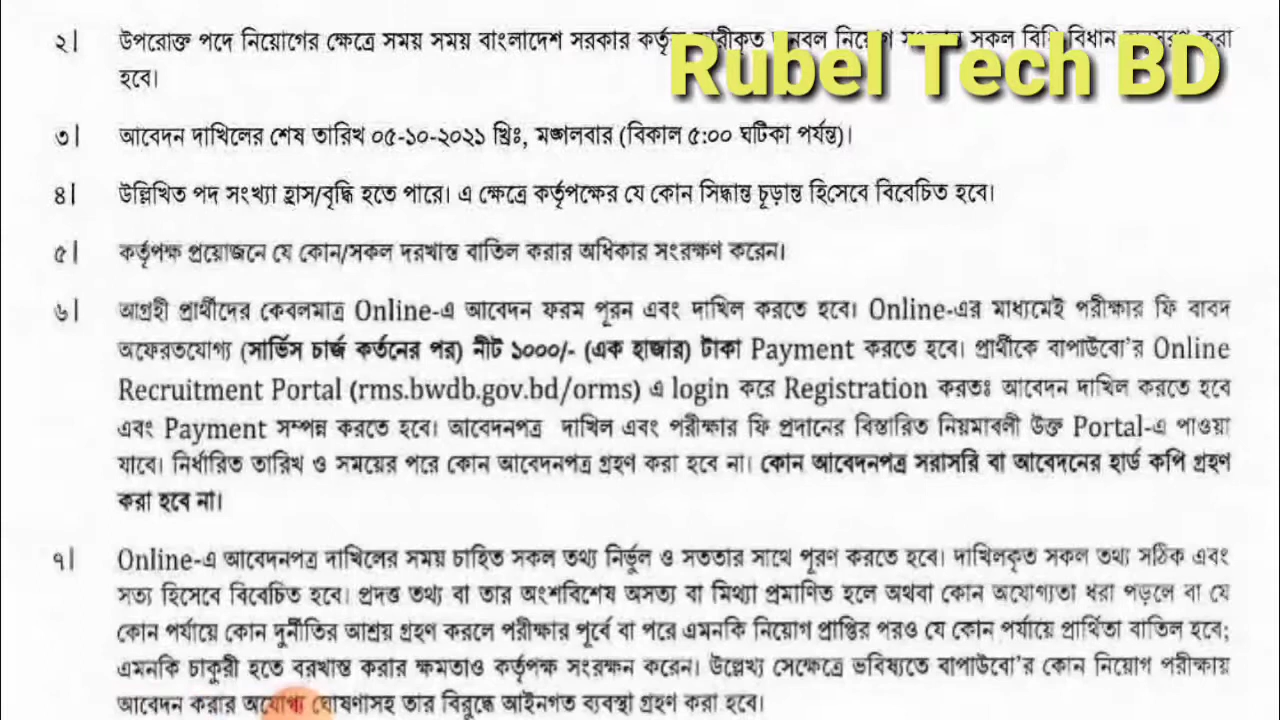 ২। উপরোক্ত পদে নিয়োগের ক্ষেত্রে সময় সময় বাংলাদেশ সরকার কর্তৃক নিয়োগ সকল বিধি বিধান করা
Rubel Tech BD
হবে।
৩। আবেদন দাখিলের শেষ তারিখ ০৫-১০-২০২১ খ্রিঃ, মঙ্গলবার (বিকাল ৫:০০ ঘটিকা পর্যন্ত)।
৪। উল্লিখিত পদ সংখ্যা হ্রাস/বৃদ্ধি হতে পারে। এ ক্ষেত্রে কর্তৃপক্ষের যে কোন সিদ্ধান্ত চূড়ান্ত হিসেবে বিবেচিত হবে।
৫। কর্তৃপক্ষ প্রয়োজনে যে কোন/সকল দরখাস্ত বাতিল করার অধিকার সংরক্ষণ করেন।
৬। আগ্রহী প্রার্থীদের কেবলমাত্র Online-এ আবেদন ফরম পূরন এবং দাখিল করতে হবে। Online-এর মাধ্যমেই পরীক্ষার ফি বাবদ
অফেরতযোগ্য (সার্ভিস চার্জ কর্তনের পর) নীট ১০০০/- (এক হাজার) টাকা Payment করতে হবে। প্রার্থীকে বাপাউবো'র Online
Recruitment Portal (rms.bwdb.gov.bd/orms) এ login করে Registration করতঃ আবেদন দাখিল করতে হবে
এবং Payment সম্পন্ন করতে হবে। আবেদনপত্র দাখিল এবং পরীক্ষার ফি প্রদানের বিস্তারিত নিয়মাবলী উক্ত Portal-এ পাওয়া
যাবে। নির্ধারিত তারিখ ও সময়ের পরে কোন আবেদনপত্র গ্রহণ করা হবে না। কোন আবেদনপত্র সরাসরি বা আবেদনের হার্ড কপি গ্রহণ
করা হবে না।
৭। Online-এ আবেদনপত্র দাখিলের সময় চাহিত সকল তথ্য নির্ভুল ও সততার সাথে পূরণ করতে হবে। দাখিলকৃত সকল তথ্য সঠিক এবং
সত্য হিসেবে বিবেচিত হবে। প্রদত্ত তথ্য বা তার অংশবিশেষ অসত্য বা মিথ্যা প্রমাণিত হলে অথবা কোন অযোগ্যতা ধরা পড়লে বা যে
কোন পর্যায়ে কোন দুর্নীতির আশ্রয় গ্রহণ করলে পরীক্ষার পূর্বে বা পরে এমনকি নিয়োগ প্রাপ্তির পরও যে কোন পর্যায়ে প্রার্থিতা বাতিল হবে;
এমনকি চাকুরী হতে বরখাস্ত করার ক্ষমতাও কর্তৃপক্ষ সংরক্ষন করেন। উল্লেখ্য সেক্ষেত্রে ভবিষ্যতে বাপাউবো'র কোন নিয়োগ পরীক্ষায়
আবেদন করার অযোগ্য ঘোষণাসহ তার বিরুদ্ধে আইনগত ব্যবস্থা গ্রহণ করা হবে।